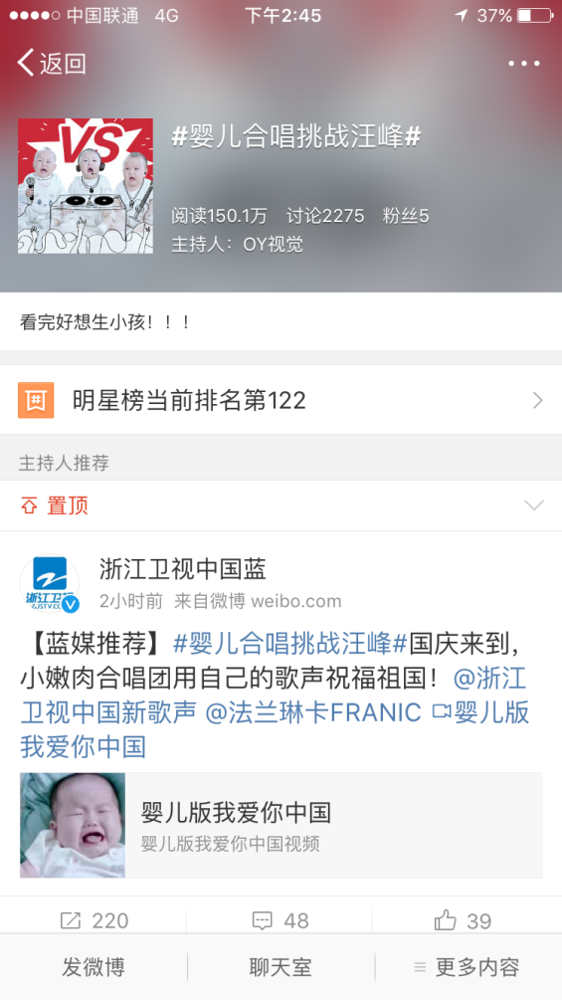 中国联通 4G 下午2:45 37%
返回
VS
#婴儿合唱挑战汪峰#
阅读150.1万 讨论2275 粉丝5
主持人：OY视觉
看完好想生小孩！！！
明星榜当前排名第122
主持人推荐
置顶
浙江卫视中国蓝
2小时前 来自微博 weibo.com
【蓝媒推荐】#婴儿合唱挑战汪峰#国庆来到，
小嫩肉合唱团用自己的歌声祝福祖国！@浙江
卫视中国新歌声 @法兰琳卡FRANIC 婴儿版
我爱你中国
婴儿版我爱你中国
婴儿版我爱你中国视频
220 48 39
发微博 聊天室 更多内容